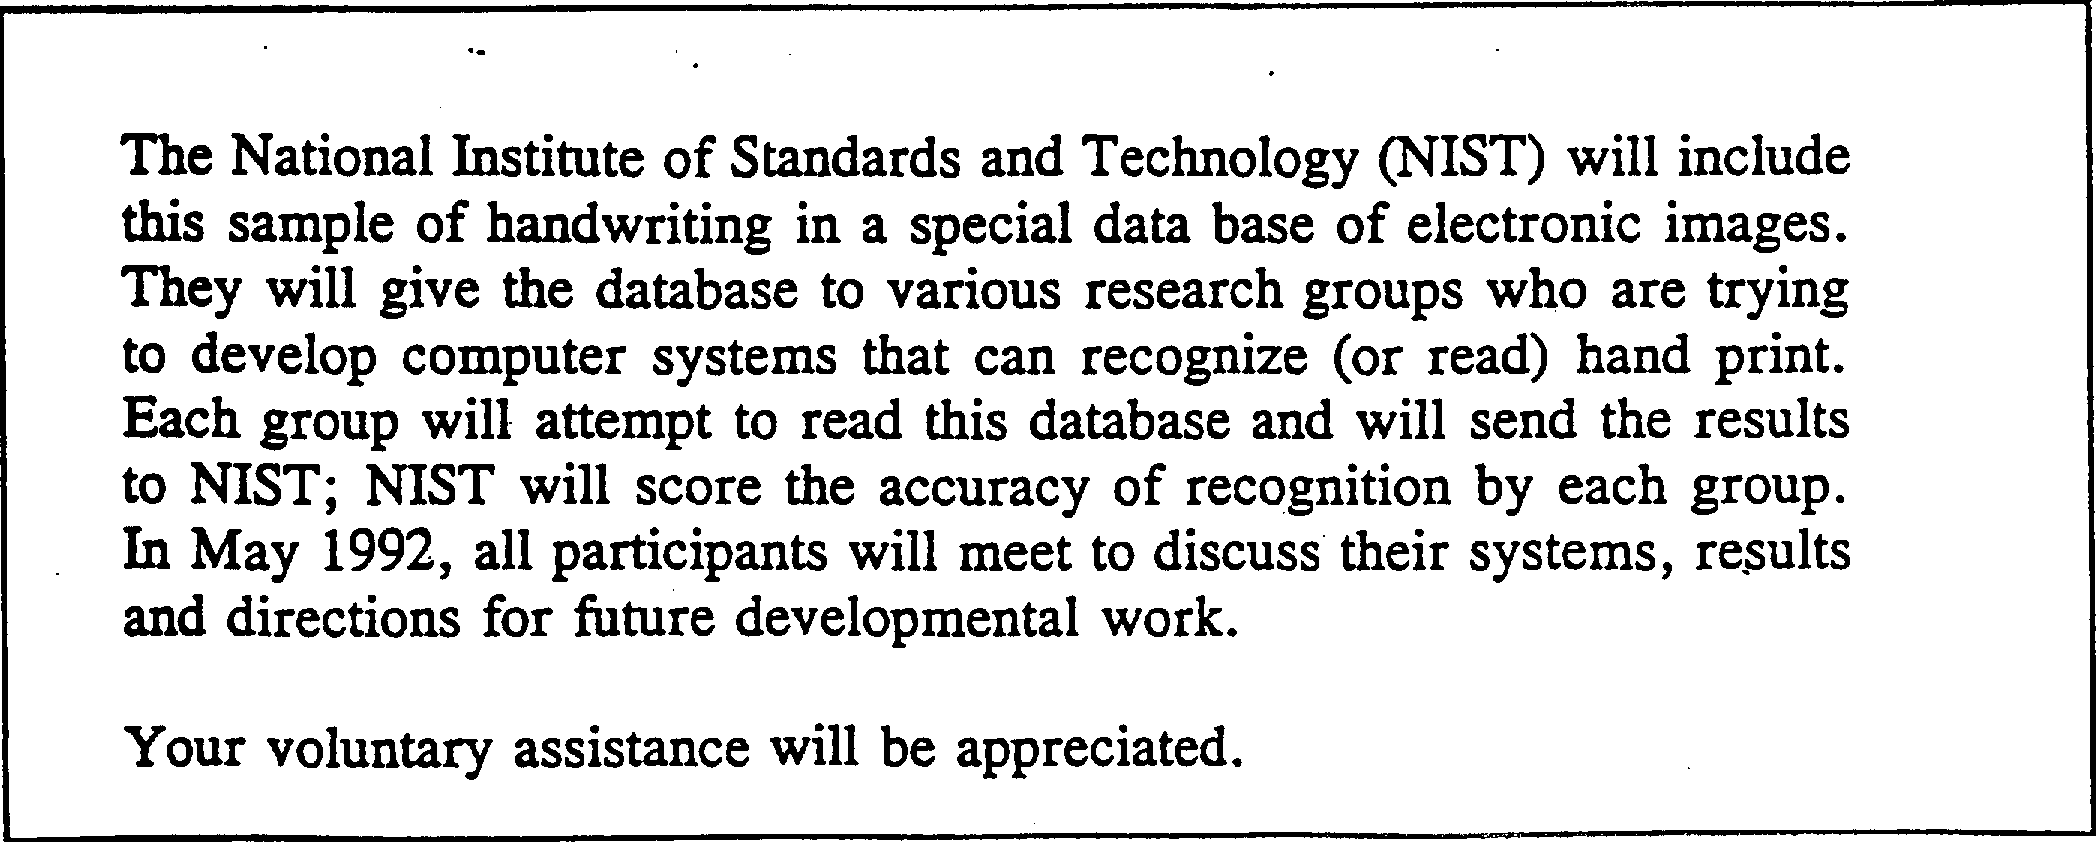 The National Institute of Standards and Technology (NIST) will include
this sample of handwriting in a special data base of electronic images.
They will give the database to various research groups who are trying
to develop computer systems that can recognize (or read) hand print.
Each group will attempt to read this database and will send the results
to NIST; NIST will score the accuracy of recognition by each group.
In May 1992, all participants will meet to discuss their systems, results
and directions for future developmental work.
Your voluntary assistance will be appreciated.